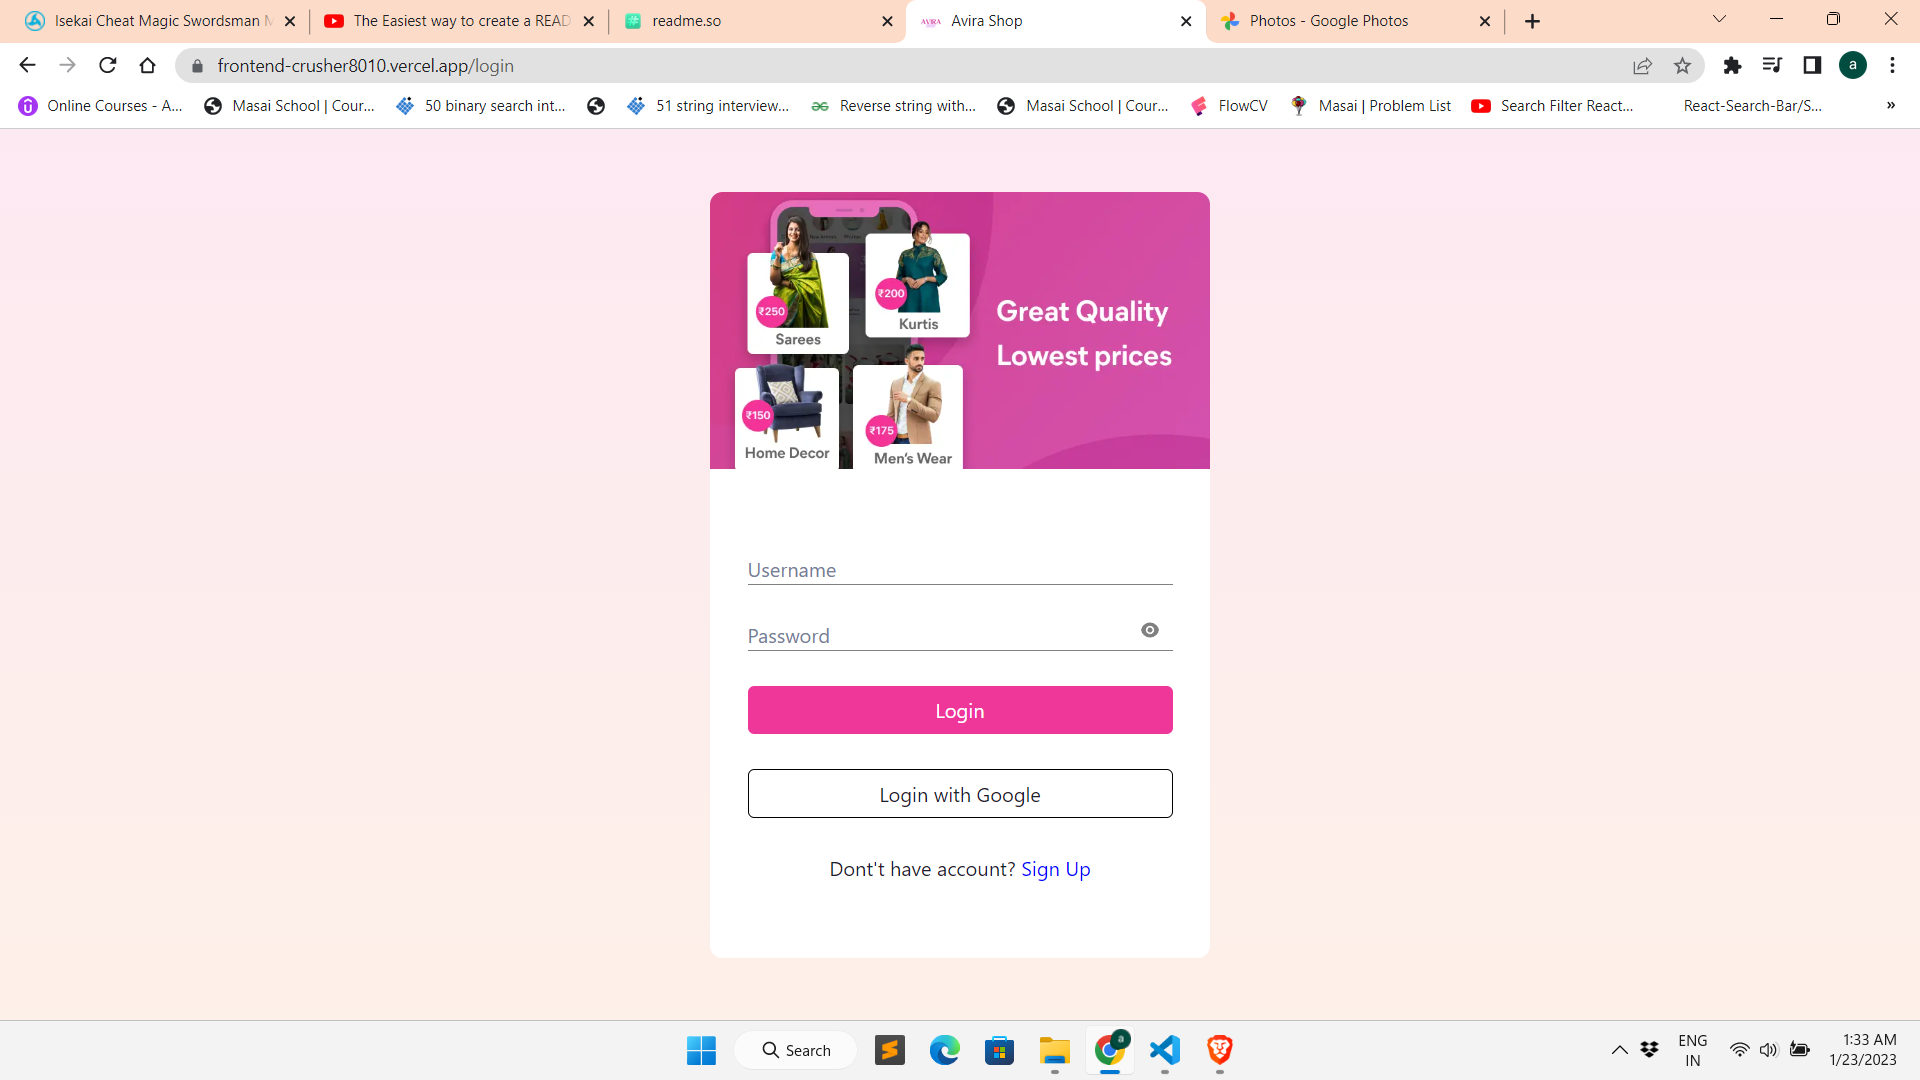 Isekai Cheat Magic Swordsman M
The Easiest way to create a READ
readme.so
AVIRA
Avira Shop
Photos - Google Photos
frontend-crusher8010.vercel.app/login
a
Online Courses - A...
Masai School | Cour...
50 binary search int...
51 string interview...
Reverse string with...
Masai School | Cour...
FlowCV
Masai | Problem List
Search Filter React...
React-Search-Bar/S...
»
₹250
Sarees
₹200
Kurtis
Great Quality
Lowest prices
₹150
Home Decor
₹175
Men's Wear
Username
Password
Login
Login with Google
Dont't have account? Sign Up
Search
a
ENG
IN
1:33 AM
1/23/2023